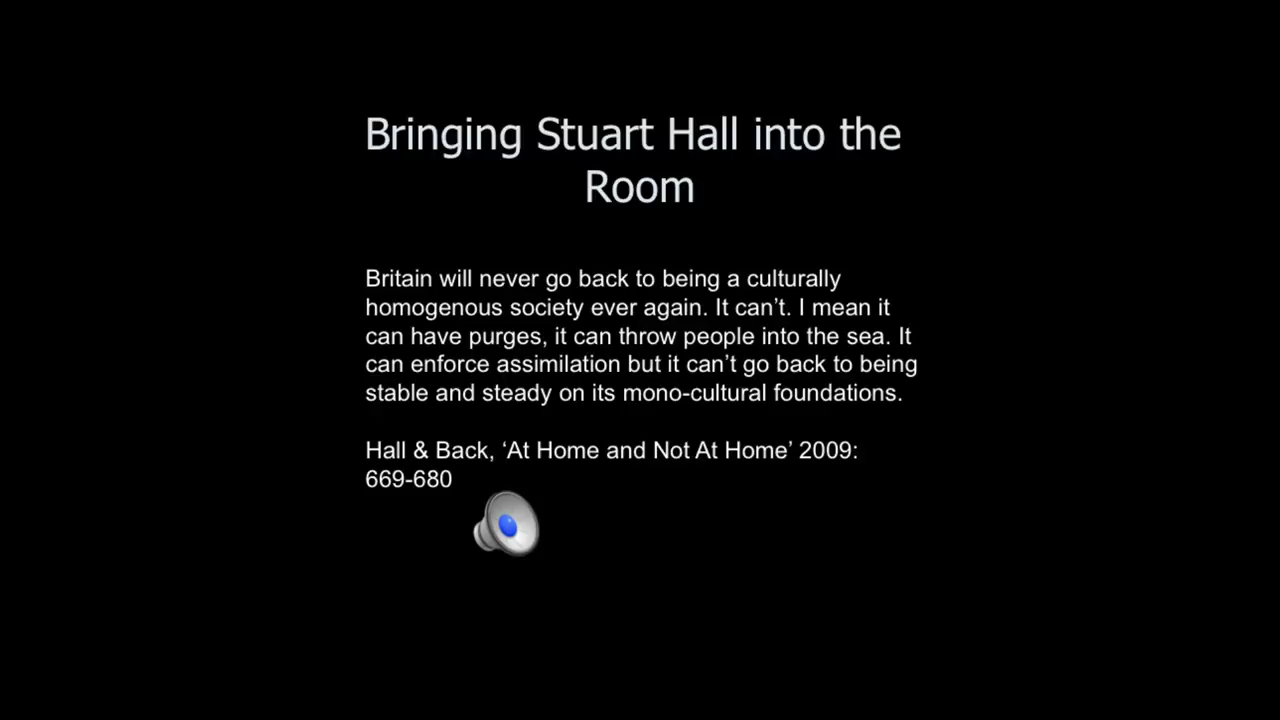 Bringing Stuart Hall into the
Room
Britain will never go back to being a culturally
homogenous society ever again. It can’t. I mean it
can have purges, it can throw people into the sea. It
can enforce assimilation but it can’t go back to being
stable and steady on its mono-cultural foundations.
Hall & Back, ‘At Home and Not At Home’ 2009:
669-680